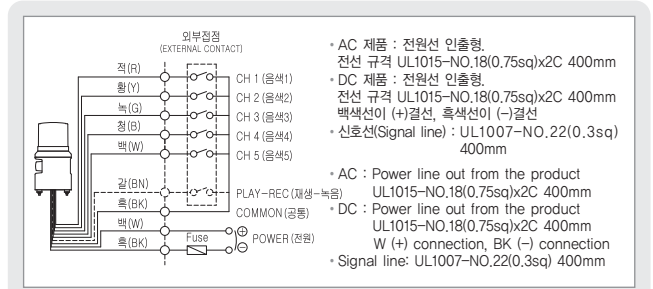 외부접점
(EXTERNAL CONTACT)
적(R)
CH 1 (음색1)
황(Y)
CH 2 (음색2)
녹(G)
CH 3 (음색3)
청(B)
CH 4 (음색4)
백(W)
CH 5 (음색5)
갈(BN)
PLAY-REC (재생-녹음)
흑(BK)
COMMON (공통)
백(W)
흑(BK)
Fuse
⊕
⊖
POWER (전원)
◦ AC 제품 : 전원선 인출형.
전선 규격 UL1015-NO.18(0.75sq)x2C 400mm
◦ DC 제품 : 전원선 인출형.
전선 규격 UL1015-NO.18(0.75sq)x2C 400mm
백색선이 (+)결선, 흑색선이 (-)결선
◦ 신호선(Signal line) : UL1007-NO.22(0.3sq)
400mm
◦ AC : Power line out from the product
UL1015-NO.18(0.75sq)x2C 400mm
◦ DC : Power line out from the product
UL1015-NO.18(0.75sq)x2C 400mm
W (+) connection, BK (-) connection
◦ Signal line: UL1007-NO.22(0.3sq) 400mm